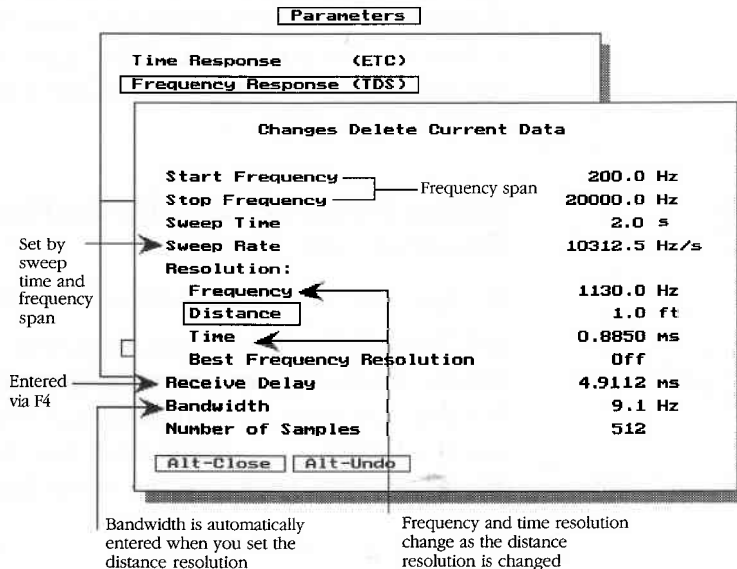 Parameters
Time Response (ETC)
Frequency Response (TDS)
Changes Delete Current Data
Start Frequency 200.0 Hz
Stop Frequency 20000.0 Hz
Frequency span
Sweep Time 2.0 s
Sweep Rate 10312.5 Hz/s
Set by
sweep
time and
frequency
span
Resolution:
Frequency 1130.0 Hz
Distance 1.0 ft
Time 0.8850 ms
Best Frequency Resolution Off
Entered
via F4
Receive Delay 4.9112 ms
Bandwidth 9.1 Hz
Number of Samples 512
Alt-Close Alt-Undo
Bandwidth is automatically
entered when you set the
distance resolution
Frequency and time resolution
change as the distance
resolution is changed